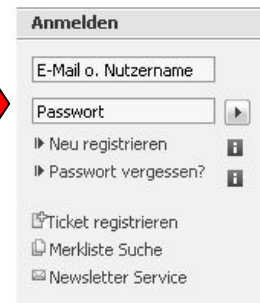 Anmelden
E-Mail o. Nutzername
Passwort
Neu registrieren
Passwort vergessen?
Ticket registrieren
Merkliste Suche
Newsletter Service